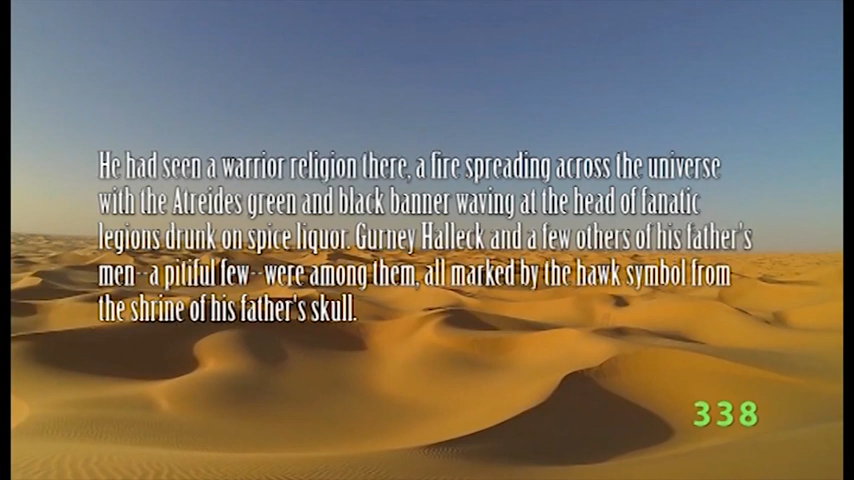 He had seen a warrior religion there, a fire spreading across the universe
with the Atreides green and black banner waving at the head of fanatic
legions drunk on spice liquor. Gurney Halleck and a few others of his father's
men--a pitiful few--were among them, all marked by the hawk symbol from
the shrine of his father's skull.
338